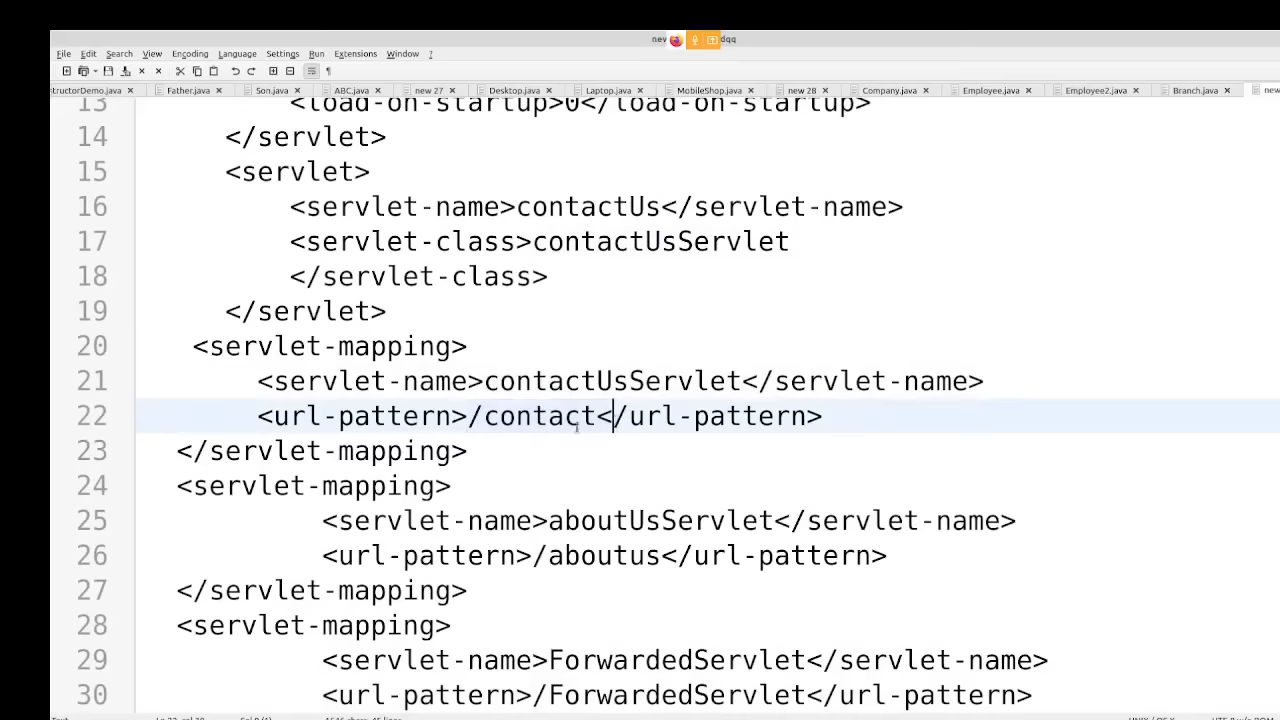 File Edit Search View Encoding Language Settings Run Extensions Window ?
Father.java Son.java ABC.java new 27 Desktop.java Laptop.java MobileShop.java new 28 Company.java Employee.java Employee2.java Branch.java new
13 <load-on-startup>0</load-on-startup>
14 </servlet>
15 <servlet>
16 <servlet-name>contactUs</servlet-name>
17 <servlet-class>contactUsServlet
18 </servlet-class>
19 </servlet>
20 <servlet-mapping>
21 <servlet-name>contactUsServlet</servlet-name>
22 <url-pattern>/contact</url-pattern>
23 </servlet-mapping>
24 <servlet-mapping>
25 <servlet-name>aboutUsServlet</servlet-name>
26 <url-pattern>/aboutus</url-pattern>
27 </servlet-mapping>
28 <servlet-mapping>
29 <servlet-name>ForwardedServlet</servlet-name>
30 <url-pattern>/ForwardedServlet</url-pattern>